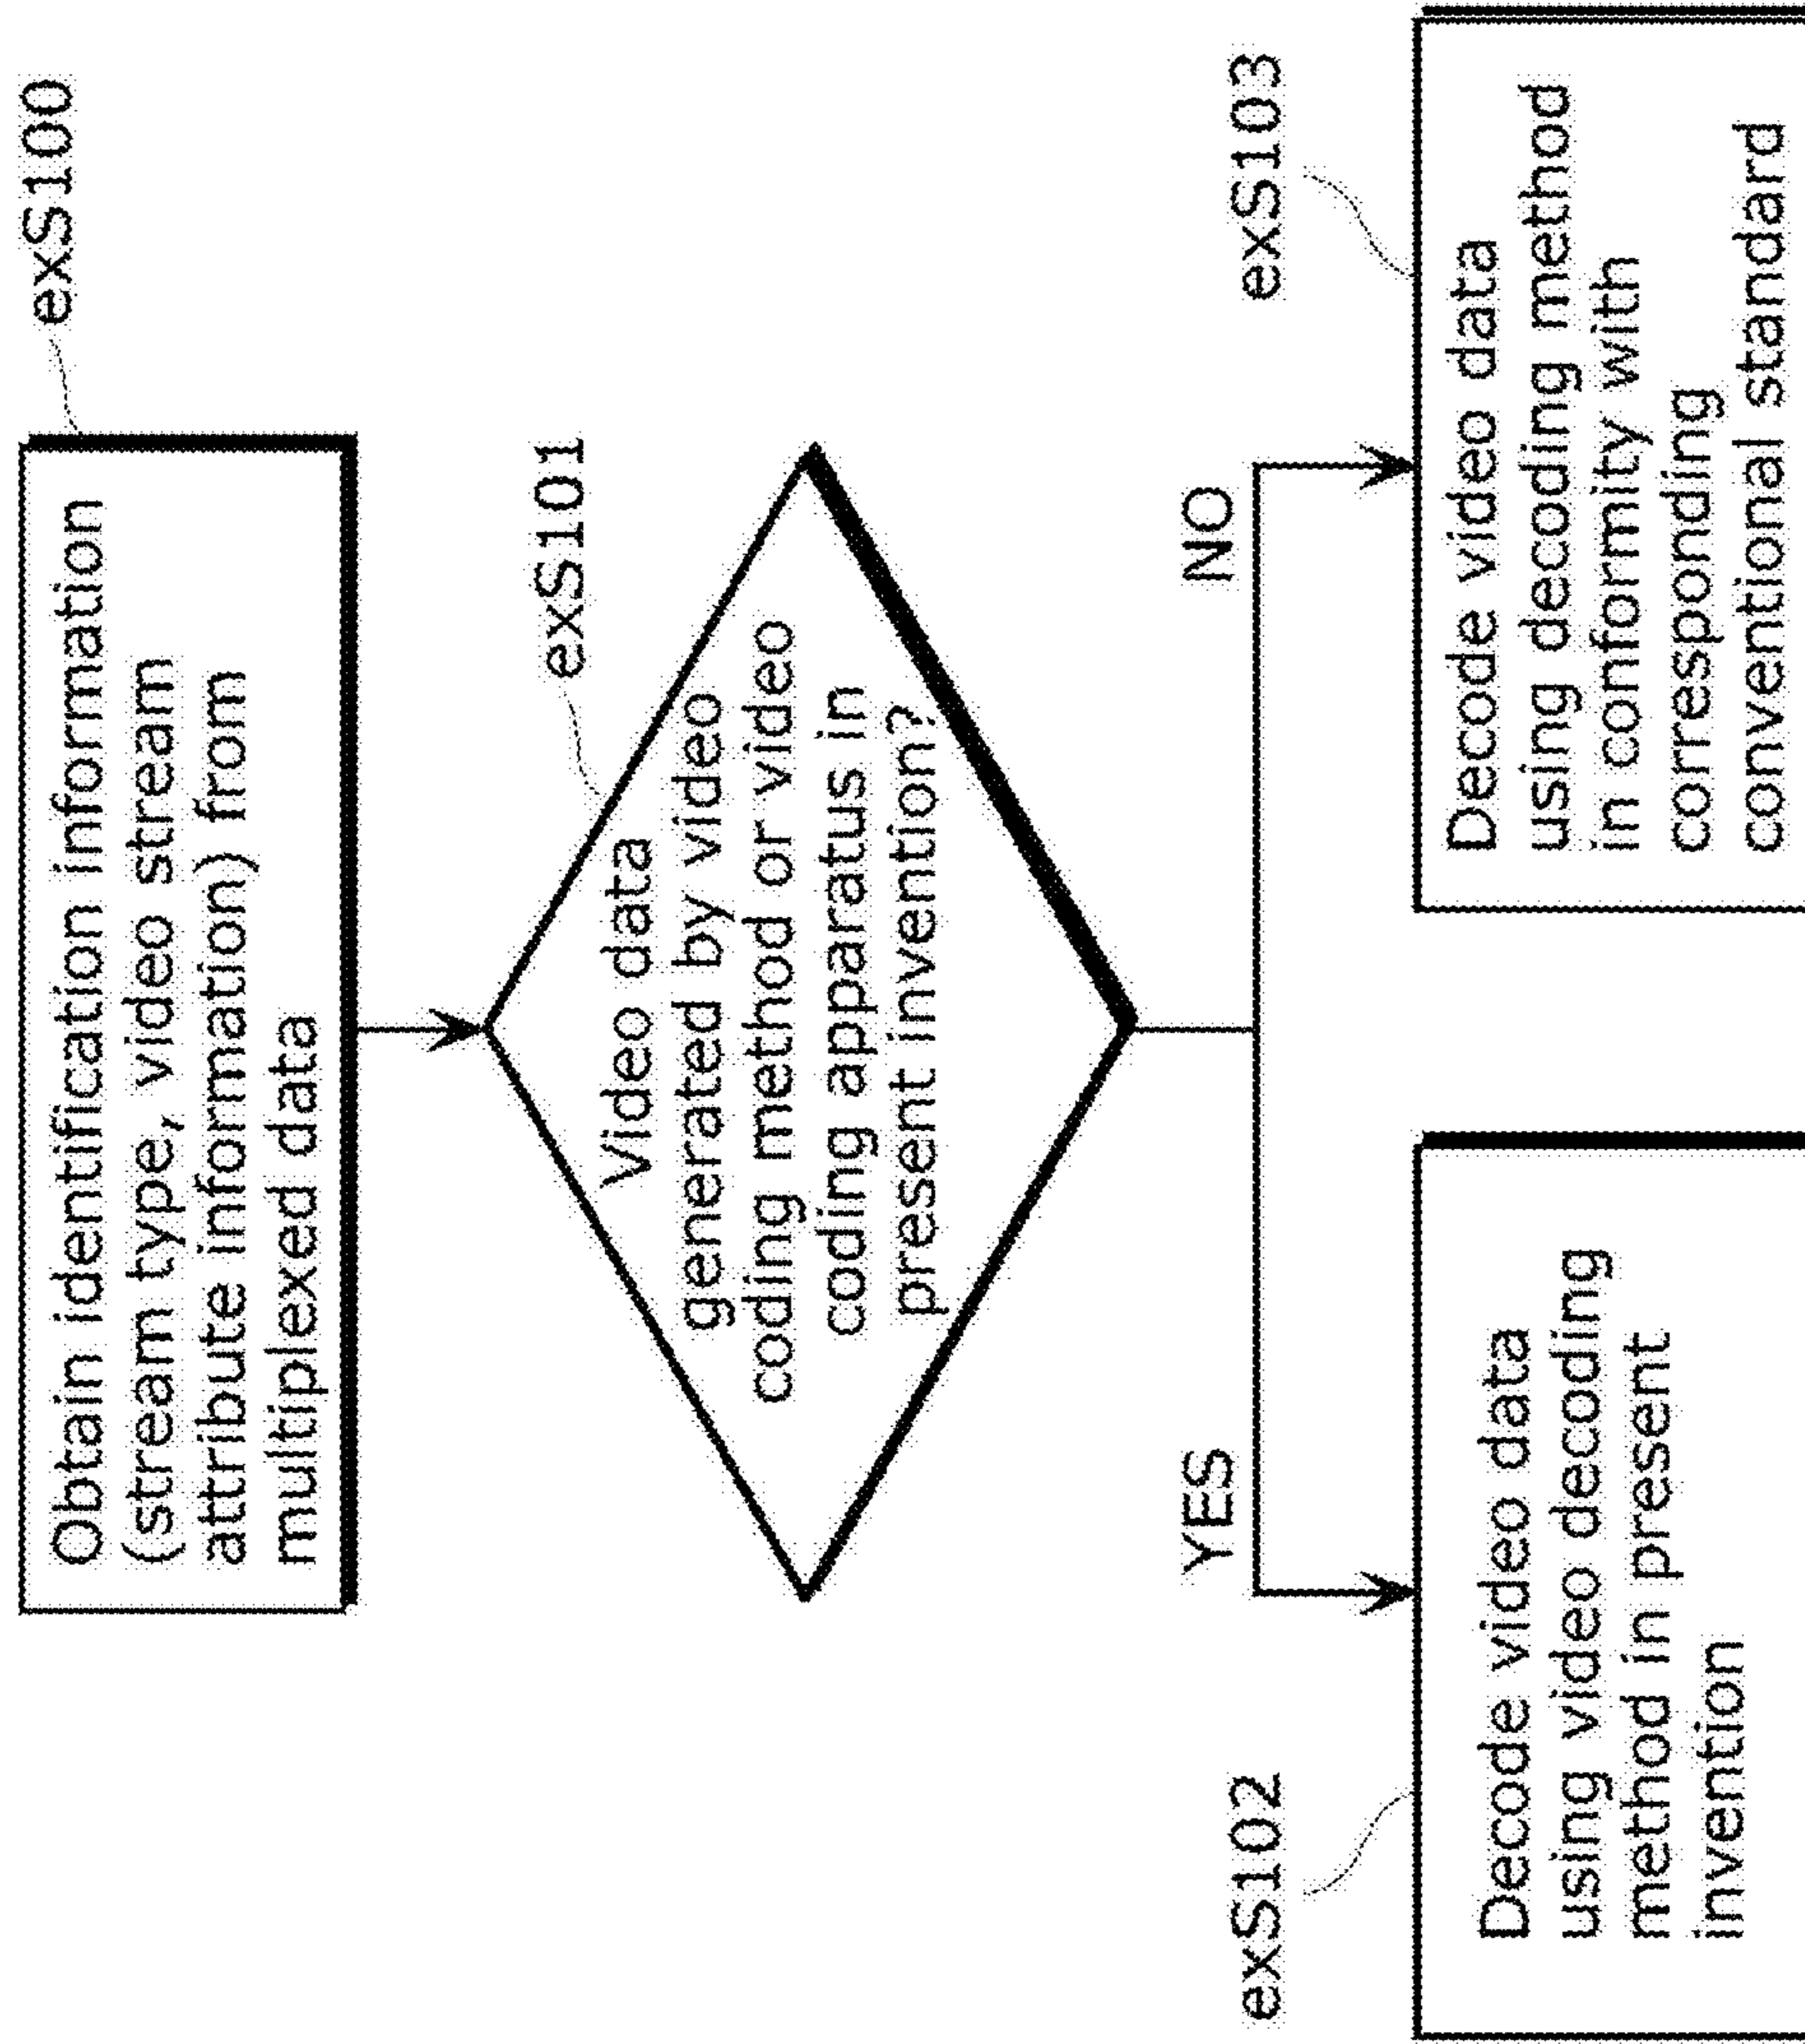 exS100
Obtain identification information
(stream type, video stream
attribute information) from
multiplexed data
exS101
Video data
generated by video
coding method or video
coding apparatus in
present invention?
YES
NO
exS102
Decode video data
using video decoding
method in present
invention
exS103
Decode video data
using decoding method
in conformity with
corresponding
conventional standard